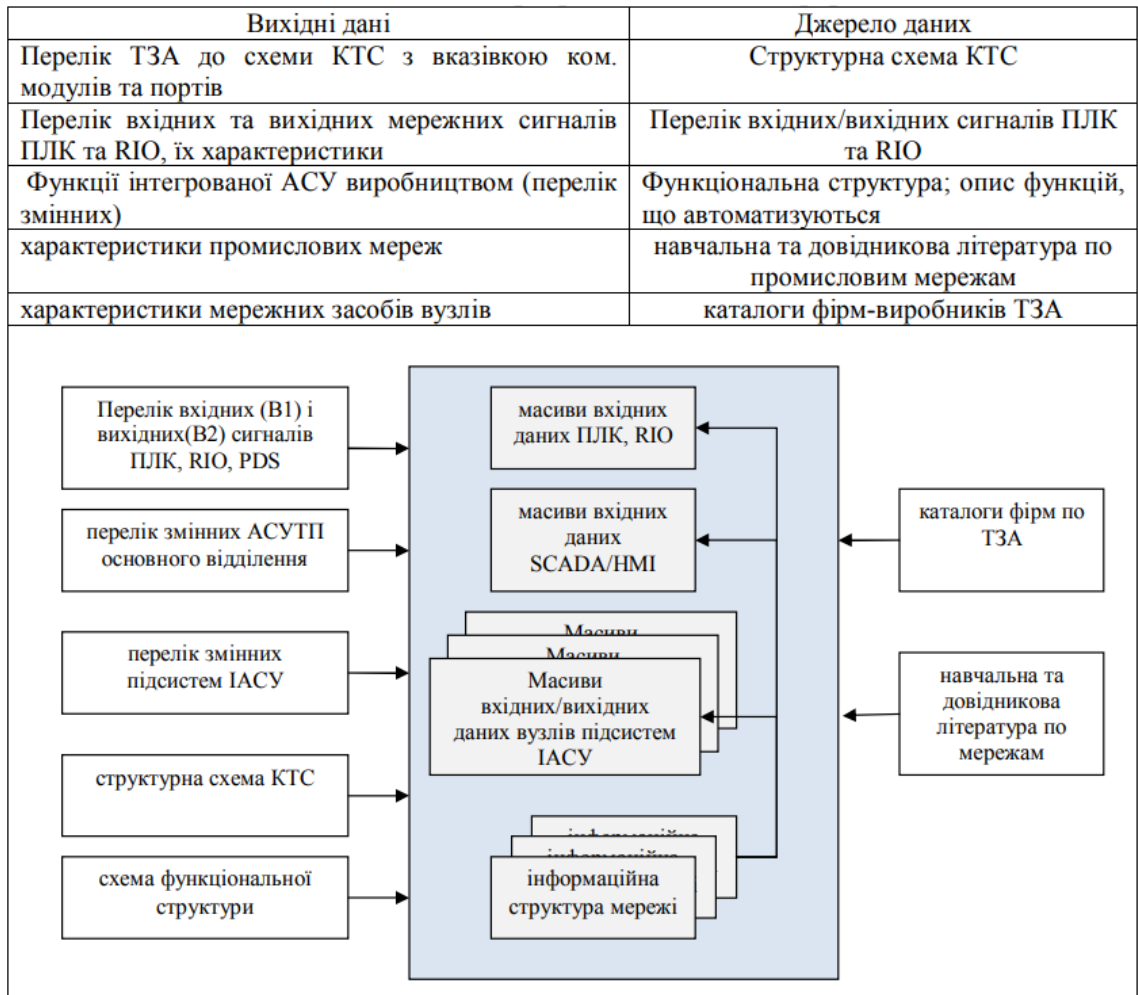 Вихідні дані
Джерело даних
Перелік ТЗА до схеми КТС з вказівкою ком.
модулів та портів
Структурна схема КТС
Перелік вхідних та вихідних мережних сигналів
ПЛК та RIO, їх характеристики
Перелік вхідних/вихідних сигналів ПЛК
та RIO
Функції інтегрованої АСУ виробництвом (перелік
змінних)
Функціональна структура; опис функцій,
що автоматизуються
характеристики промислових мереж
навчальна та довідникова література по
промисловим мережам
характеристики мережних засобів вузлів
каталоги фірм-виробників ТЗА
Перелік вхідних (В1) і
вихідних(В2) сигналів
ПЛК, RIO, PDS
перелік змінних АСУТП
основного відділення
перелік змінних
підсистем ІАСУ
структурна схема КТС
схема функціональної
структури
масиви вхідних
даних ПЛК, RIO
масиви вхідних
даних
SCADA/HMI
Масиви
Масиви
Масиви
вхідних/вихідних
даних вузлів підсистем
ІАСУ
інформаційна
інформаційна
інформаційна
структура мережі
каталоги фірм по
ТЗА
навчальна та
довідникова
література по
мережам